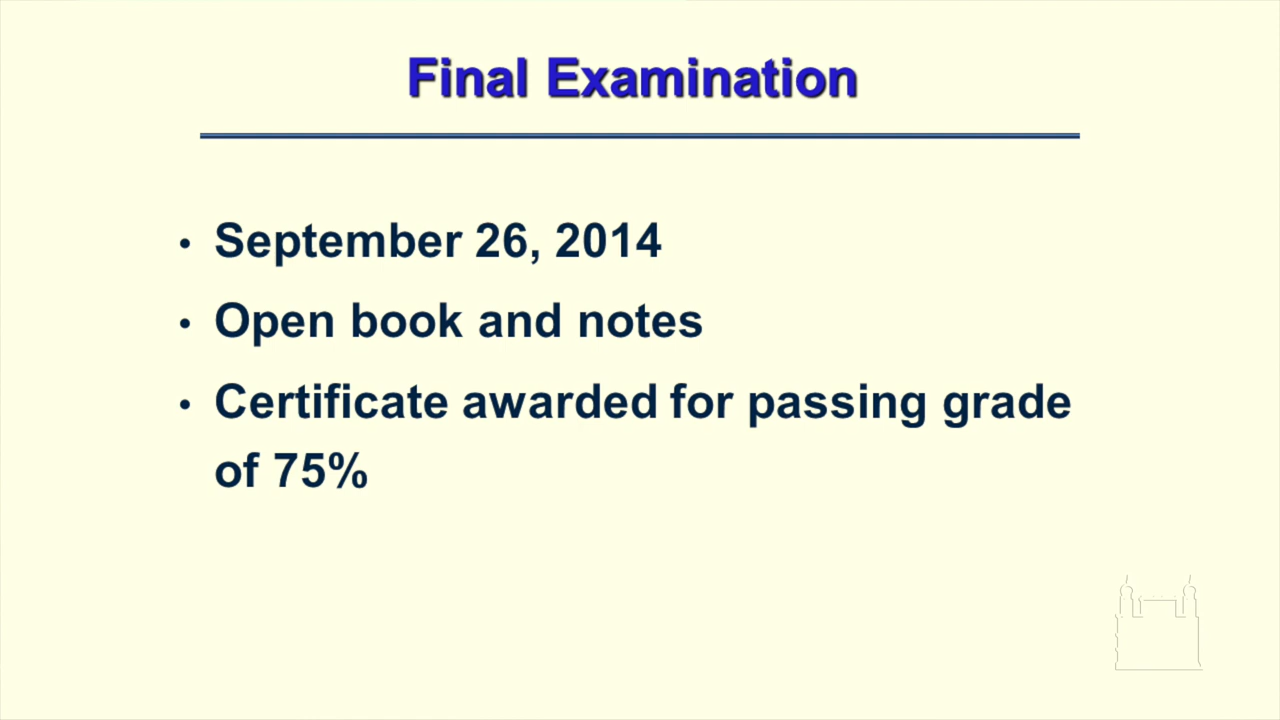 Final Examination
• September 26, 2014
• Open book and notes
• Certificate awarded for passing grade
of 75%